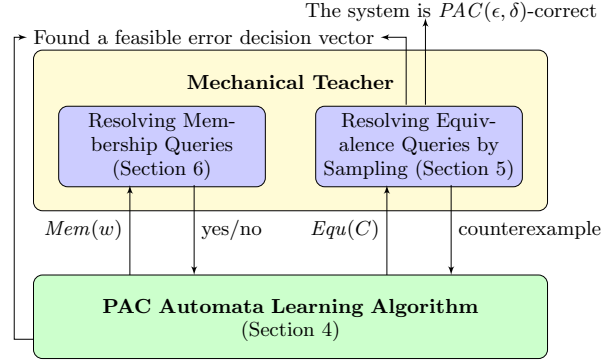 The system is PAC(ϵ, δ)-correct
Found a feasible error decision vector
Mechanical Teacher
Resolving Mem-
bership Queries
(Section 6)
Resolving Equiv-
alence Queries by
Sampling (Section 5)
Mem(w)
yes/no
Equ(C)
counterexample
PAC Automata Learning Algorithm
(Section 4)